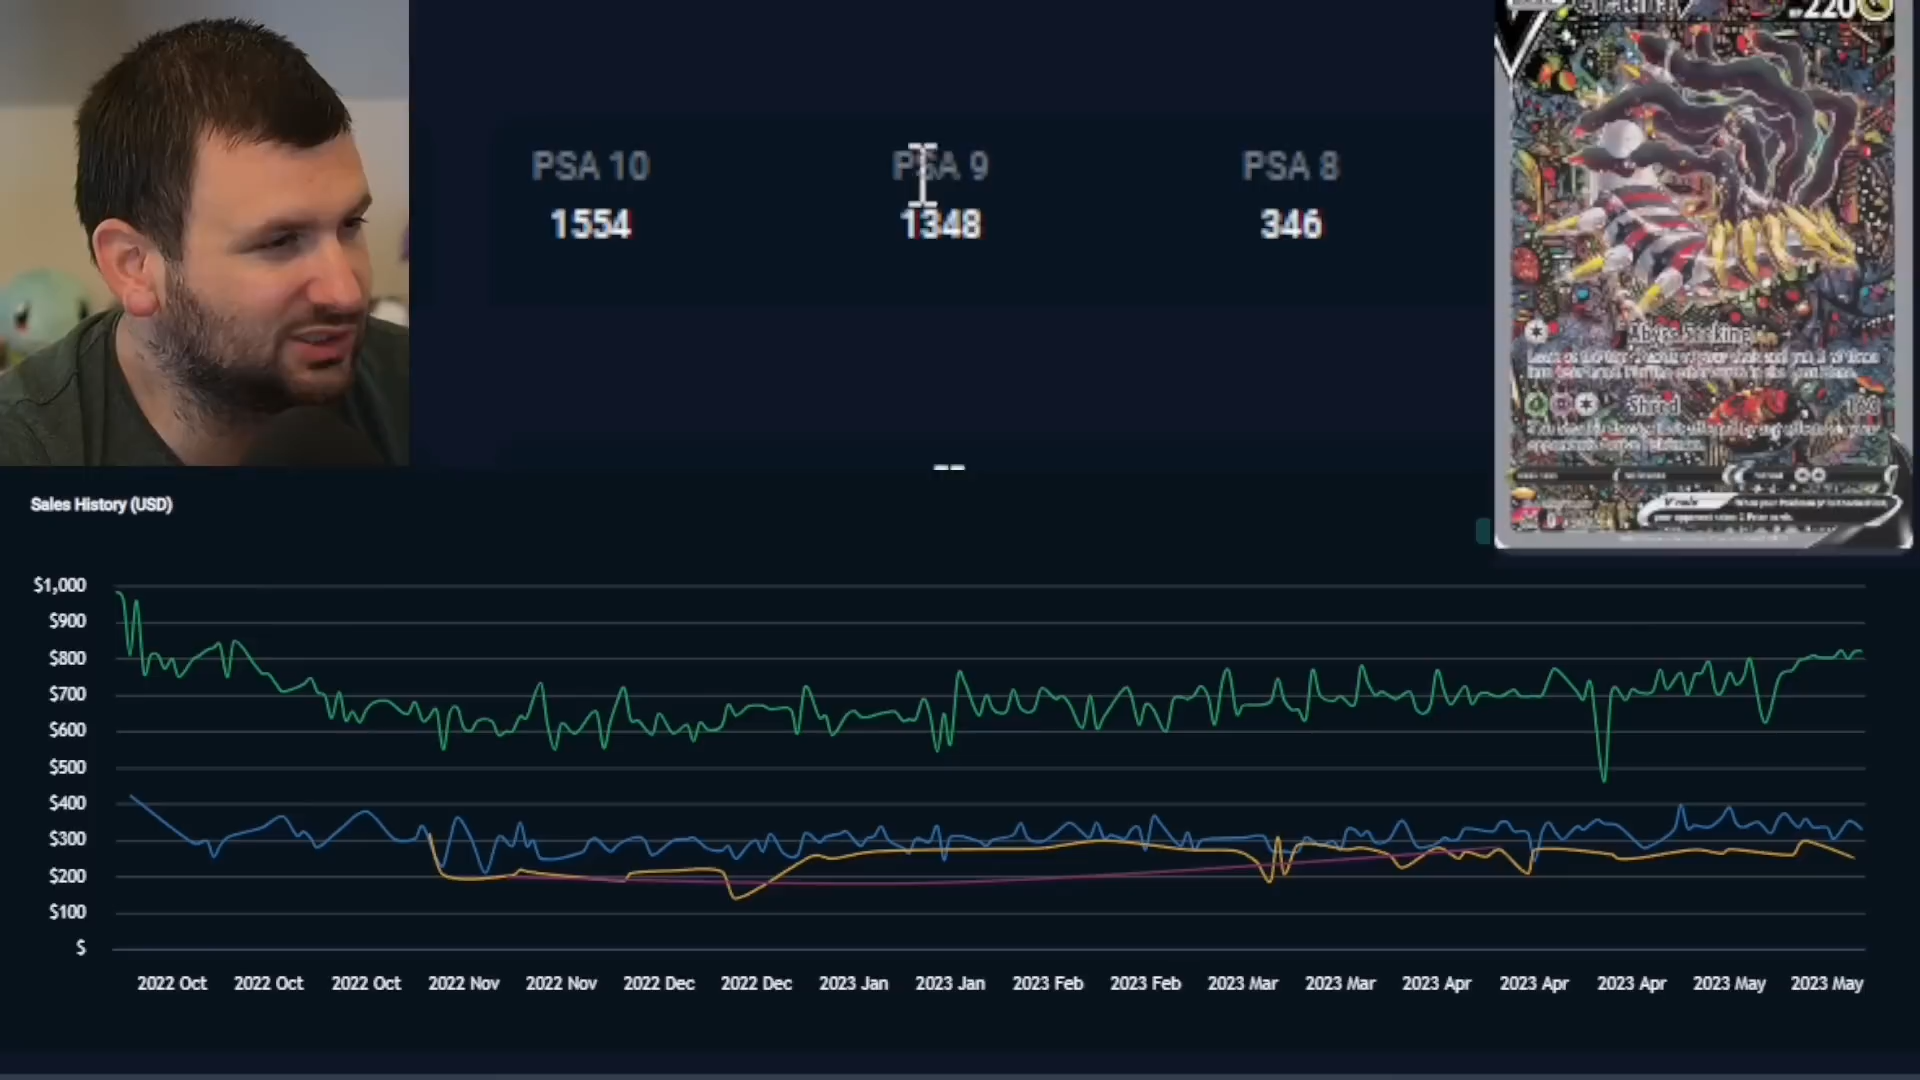 PSA 10
PSA 9
PSA 8
1554
1348
346
220
Abyss Seeking
Shred
160
Sales History (USD)
$1,000
$900
$800
$700
$600
$500
$400
$300
$200
$100
$
2022 Oct
2022 Oct
2022 Oct
2022 Nov
2022 Nov
2022 Dec
2022 Dec
2023 Jan
2023 Jan
2023 Feb
2023 Feb
2023 Mar
2023 Mar
2023 Apr
2023 Apr
2023 Apr
2023 May
2023 May